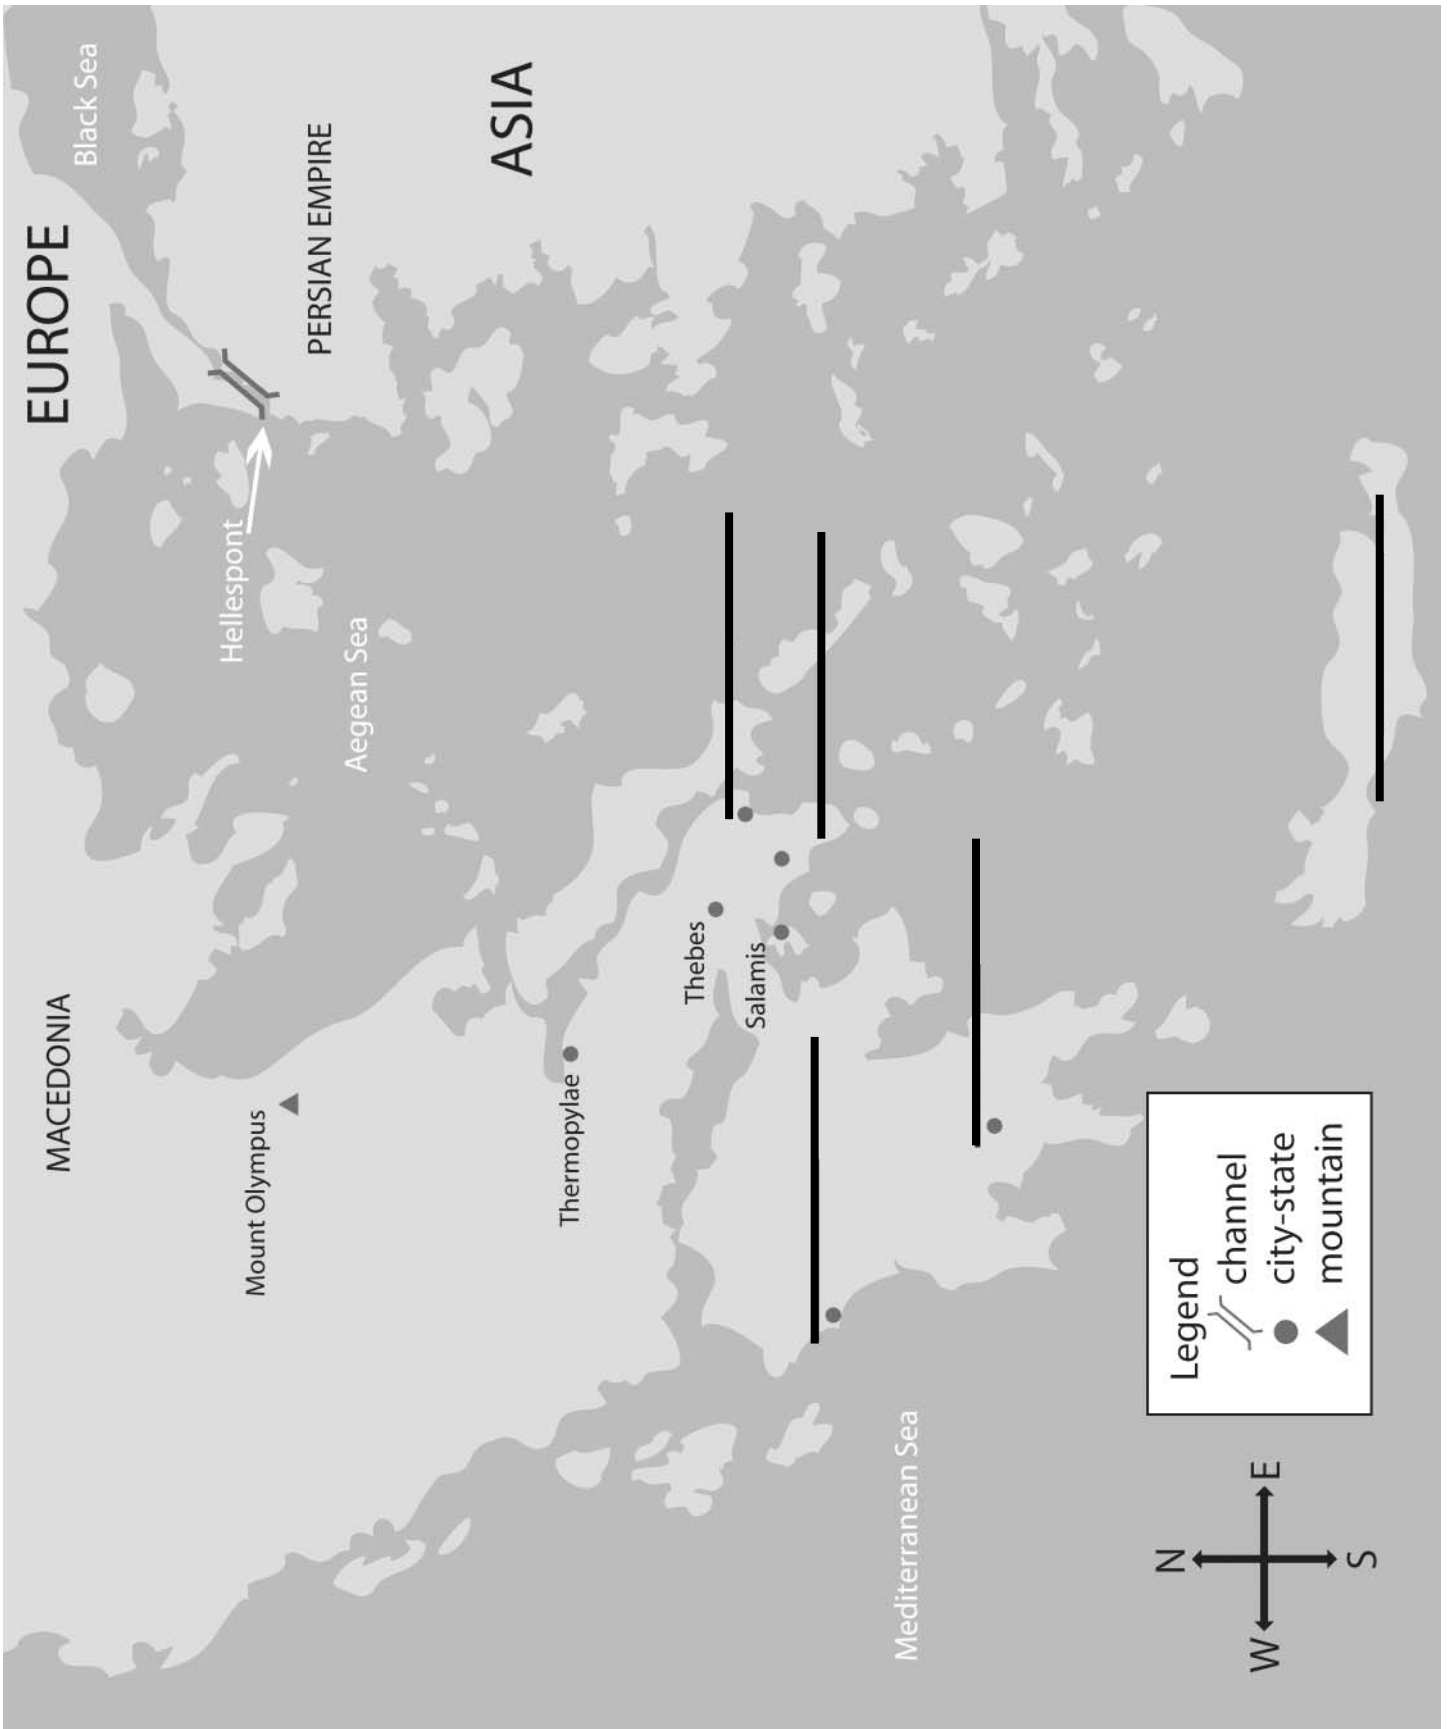 EUROPE
Black Sea
MACEDONIA
Hellespont
PERSIAN EMPIRE
Mount Olympus
Aegean Sea
ASIA
Thermopylae
Thebes
Salamis
Mediterranean Sea
Legend
channel
city-state
mountain
N
W
E
S